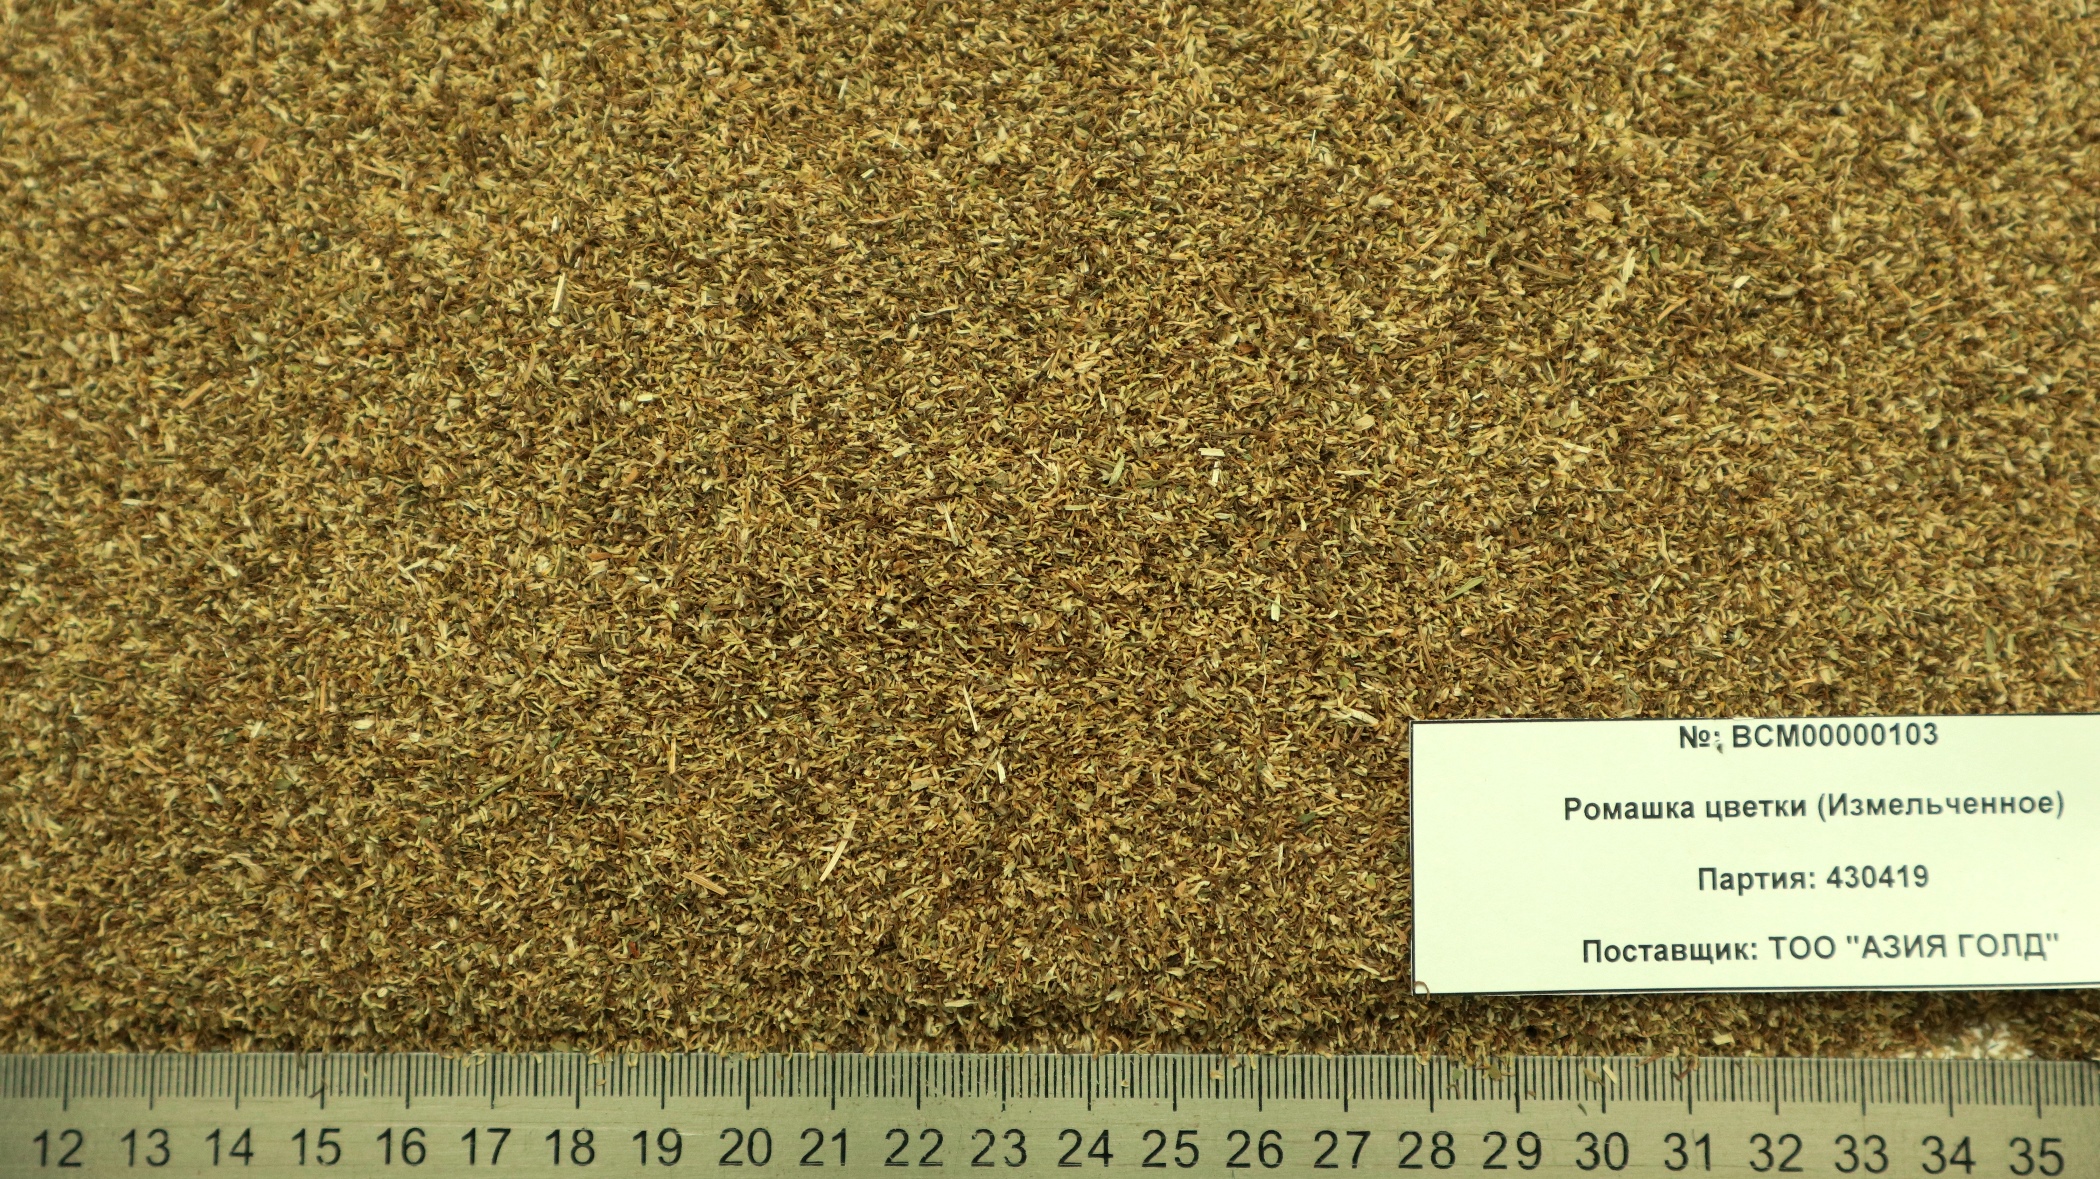 №: BCM00000103
Ромашка цветки (Измельченное)
Партия: 430419
Поставщик: ТОО "АЗИЯ ГОЛД"
12 13 14 15 16 17 18 19 20 21 22 23 24 25 26 27 28 29 30 31 32 33 34 35